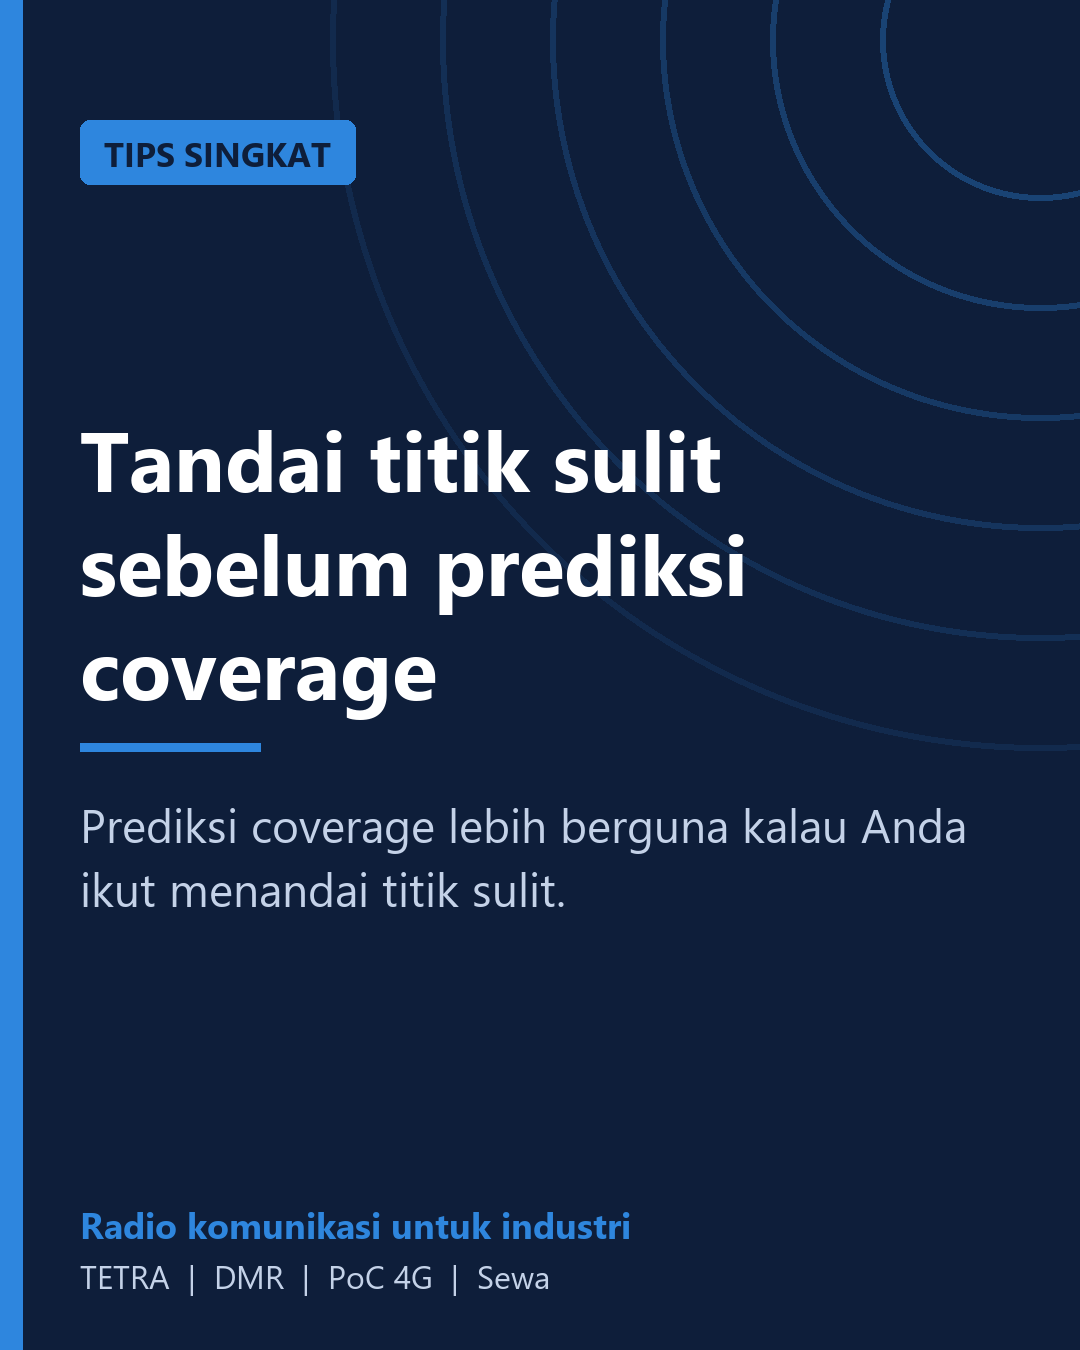 TIPS SINGKAT
Tandai titik sulit
sebelum prediksi
coverage
Prediksi coverage lebih berguna kalau Anda
ikut menandai titik sulit.
Radio komunikasi untuk industri
TETRA | DMR | PoC 4G | Sewa